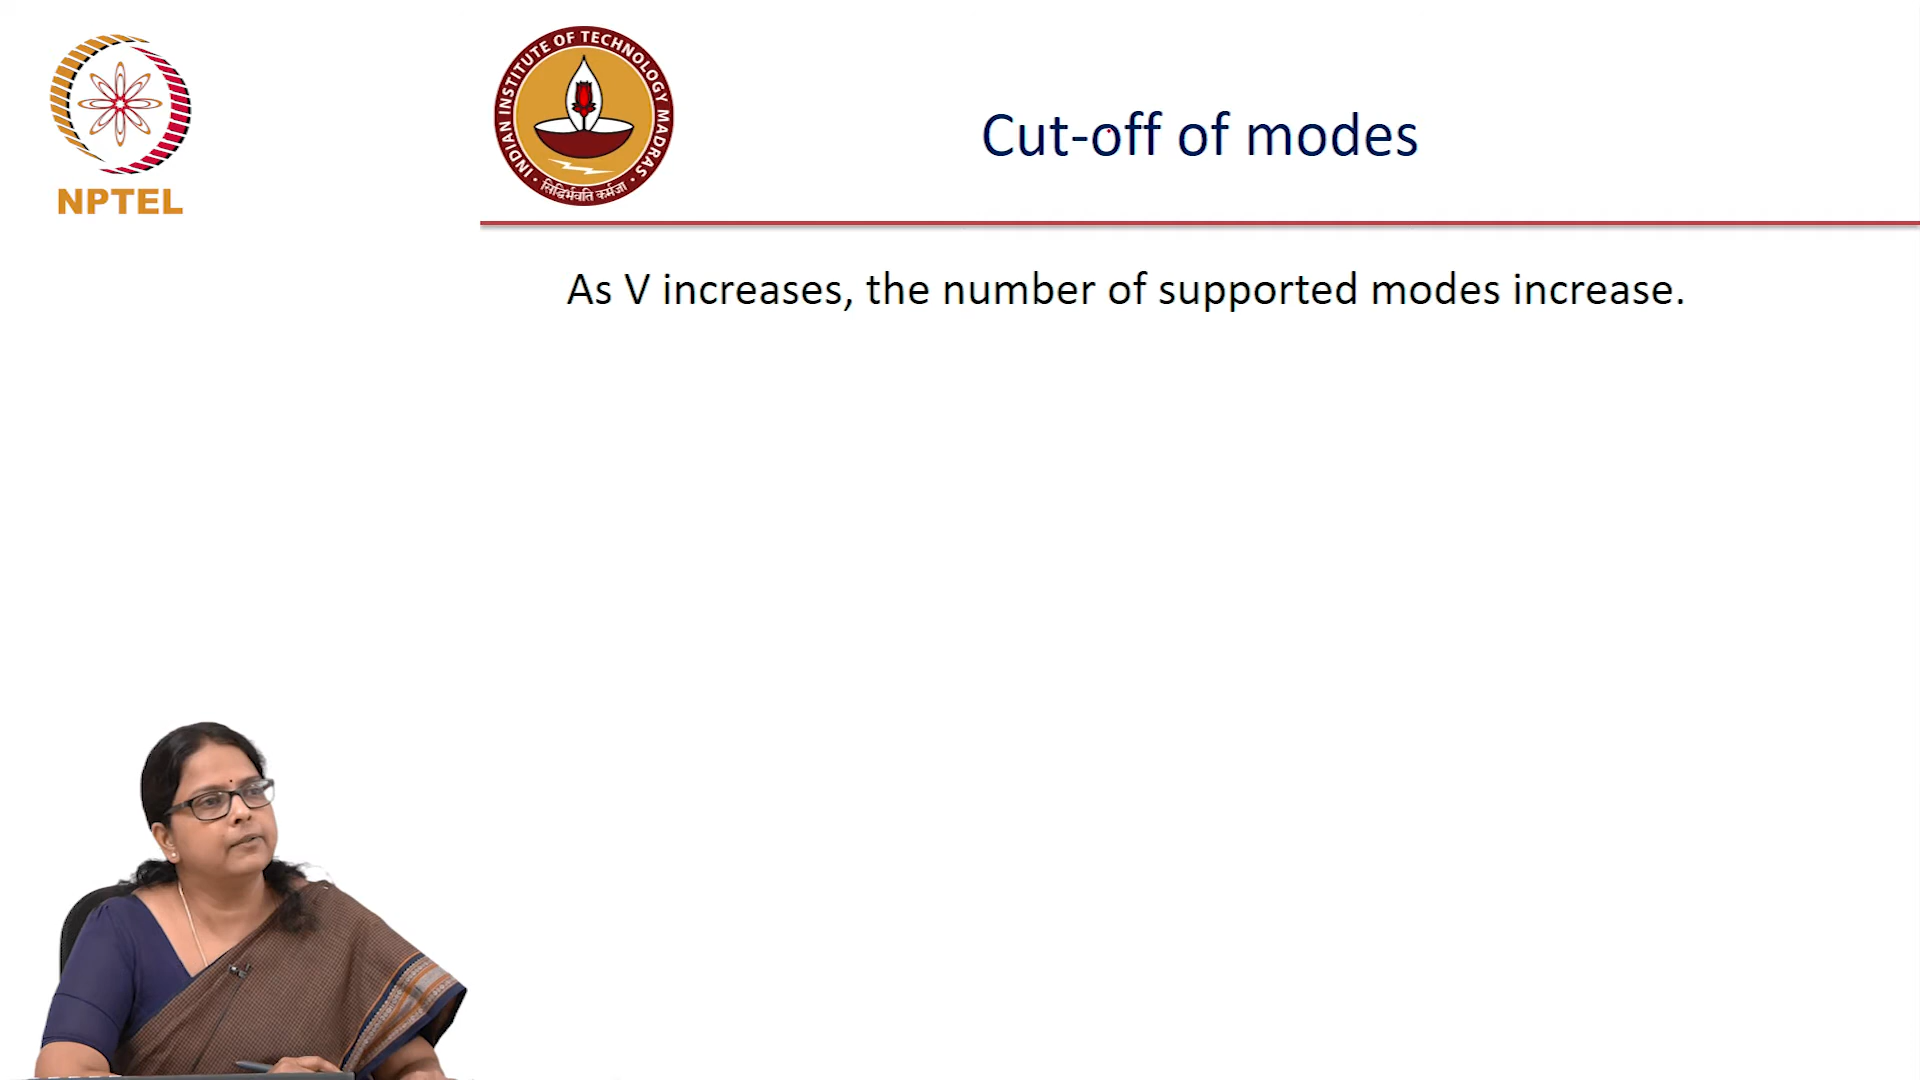 NPTEL
INDIAN INSTITUTE OF TECHNOLOGY MADRAS
सिद्धिर्भवति कर्मजा
Cut-off of modes
As V increases, the number of supported modes increase.